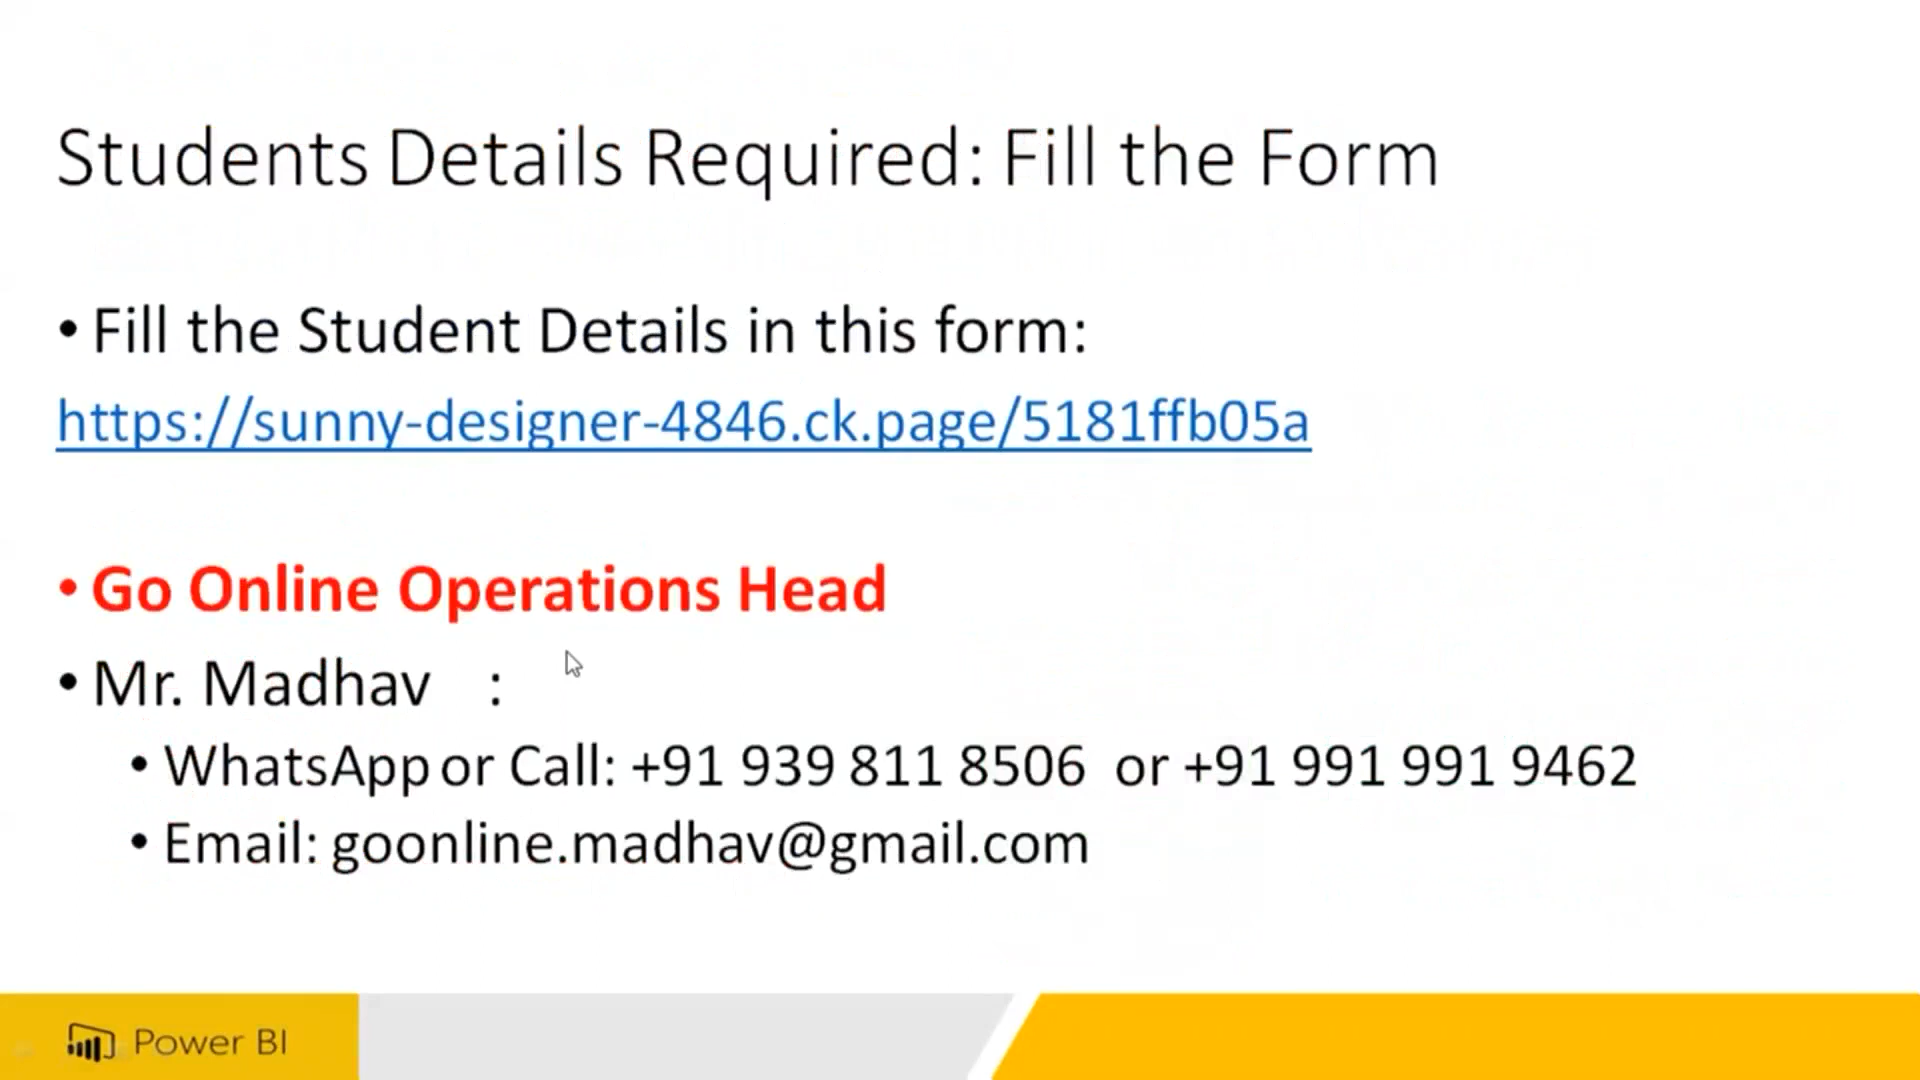 Students Details Required: Fill the Form
• Fill the Student Details in this form:
https://sunny-designer-4846.ck.page/5181ffb05a
• Go Online Operations Head
• Mr. Madhav :
• WhatsApp or Call: +91 939 811 8506 or +91 991 991 9462
• Email: goonline.madhav@gmail.com
Power BI